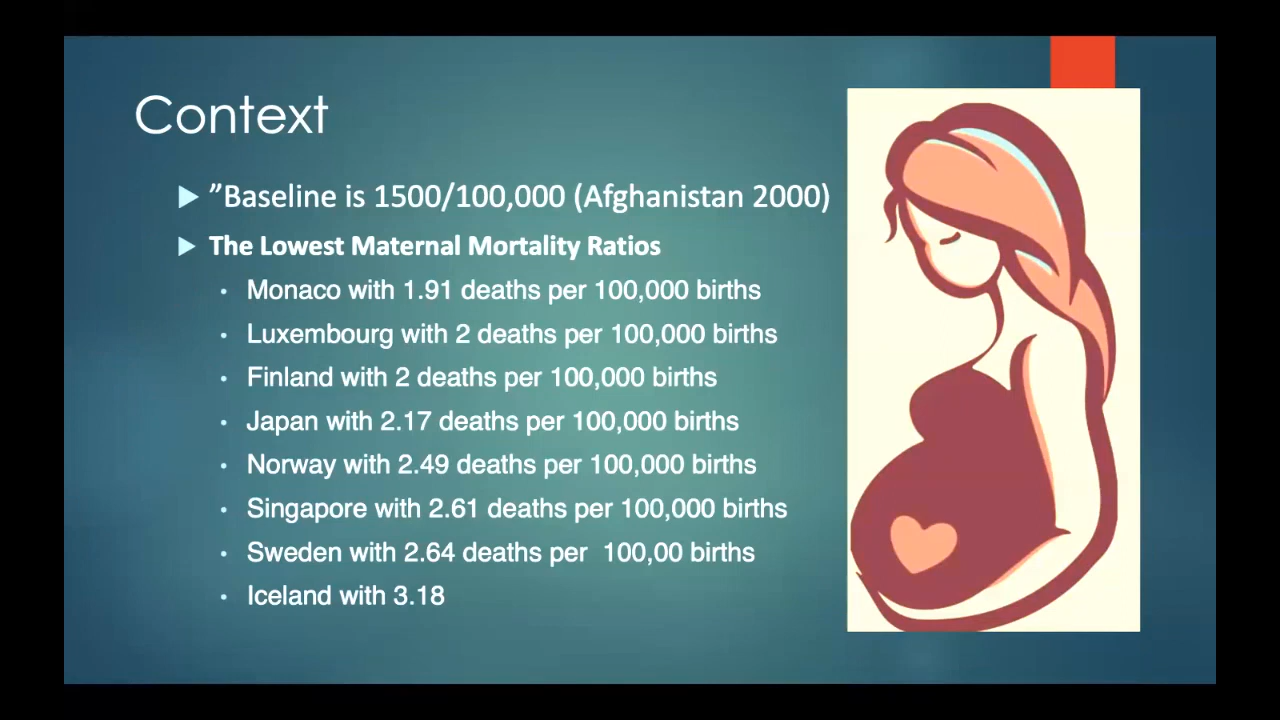 Context
”Baseline is 1500/100,000 (Afghanistan 2000)
The Lowest Maternal Mortality Ratios
Monaco with 1.91 deaths per 100,000 births
Luxembourg with 2 deaths per 100,000 births
Finland with 2 deaths per 100,000 births
Japan with 2.17 deaths per 100,000 births
Norway with 2.49 deaths per 100,000 births
Singapore with 2.61 deaths per 100,000 births
Sweden with 2.64 deaths per  100,00 births
Iceland with 3.18